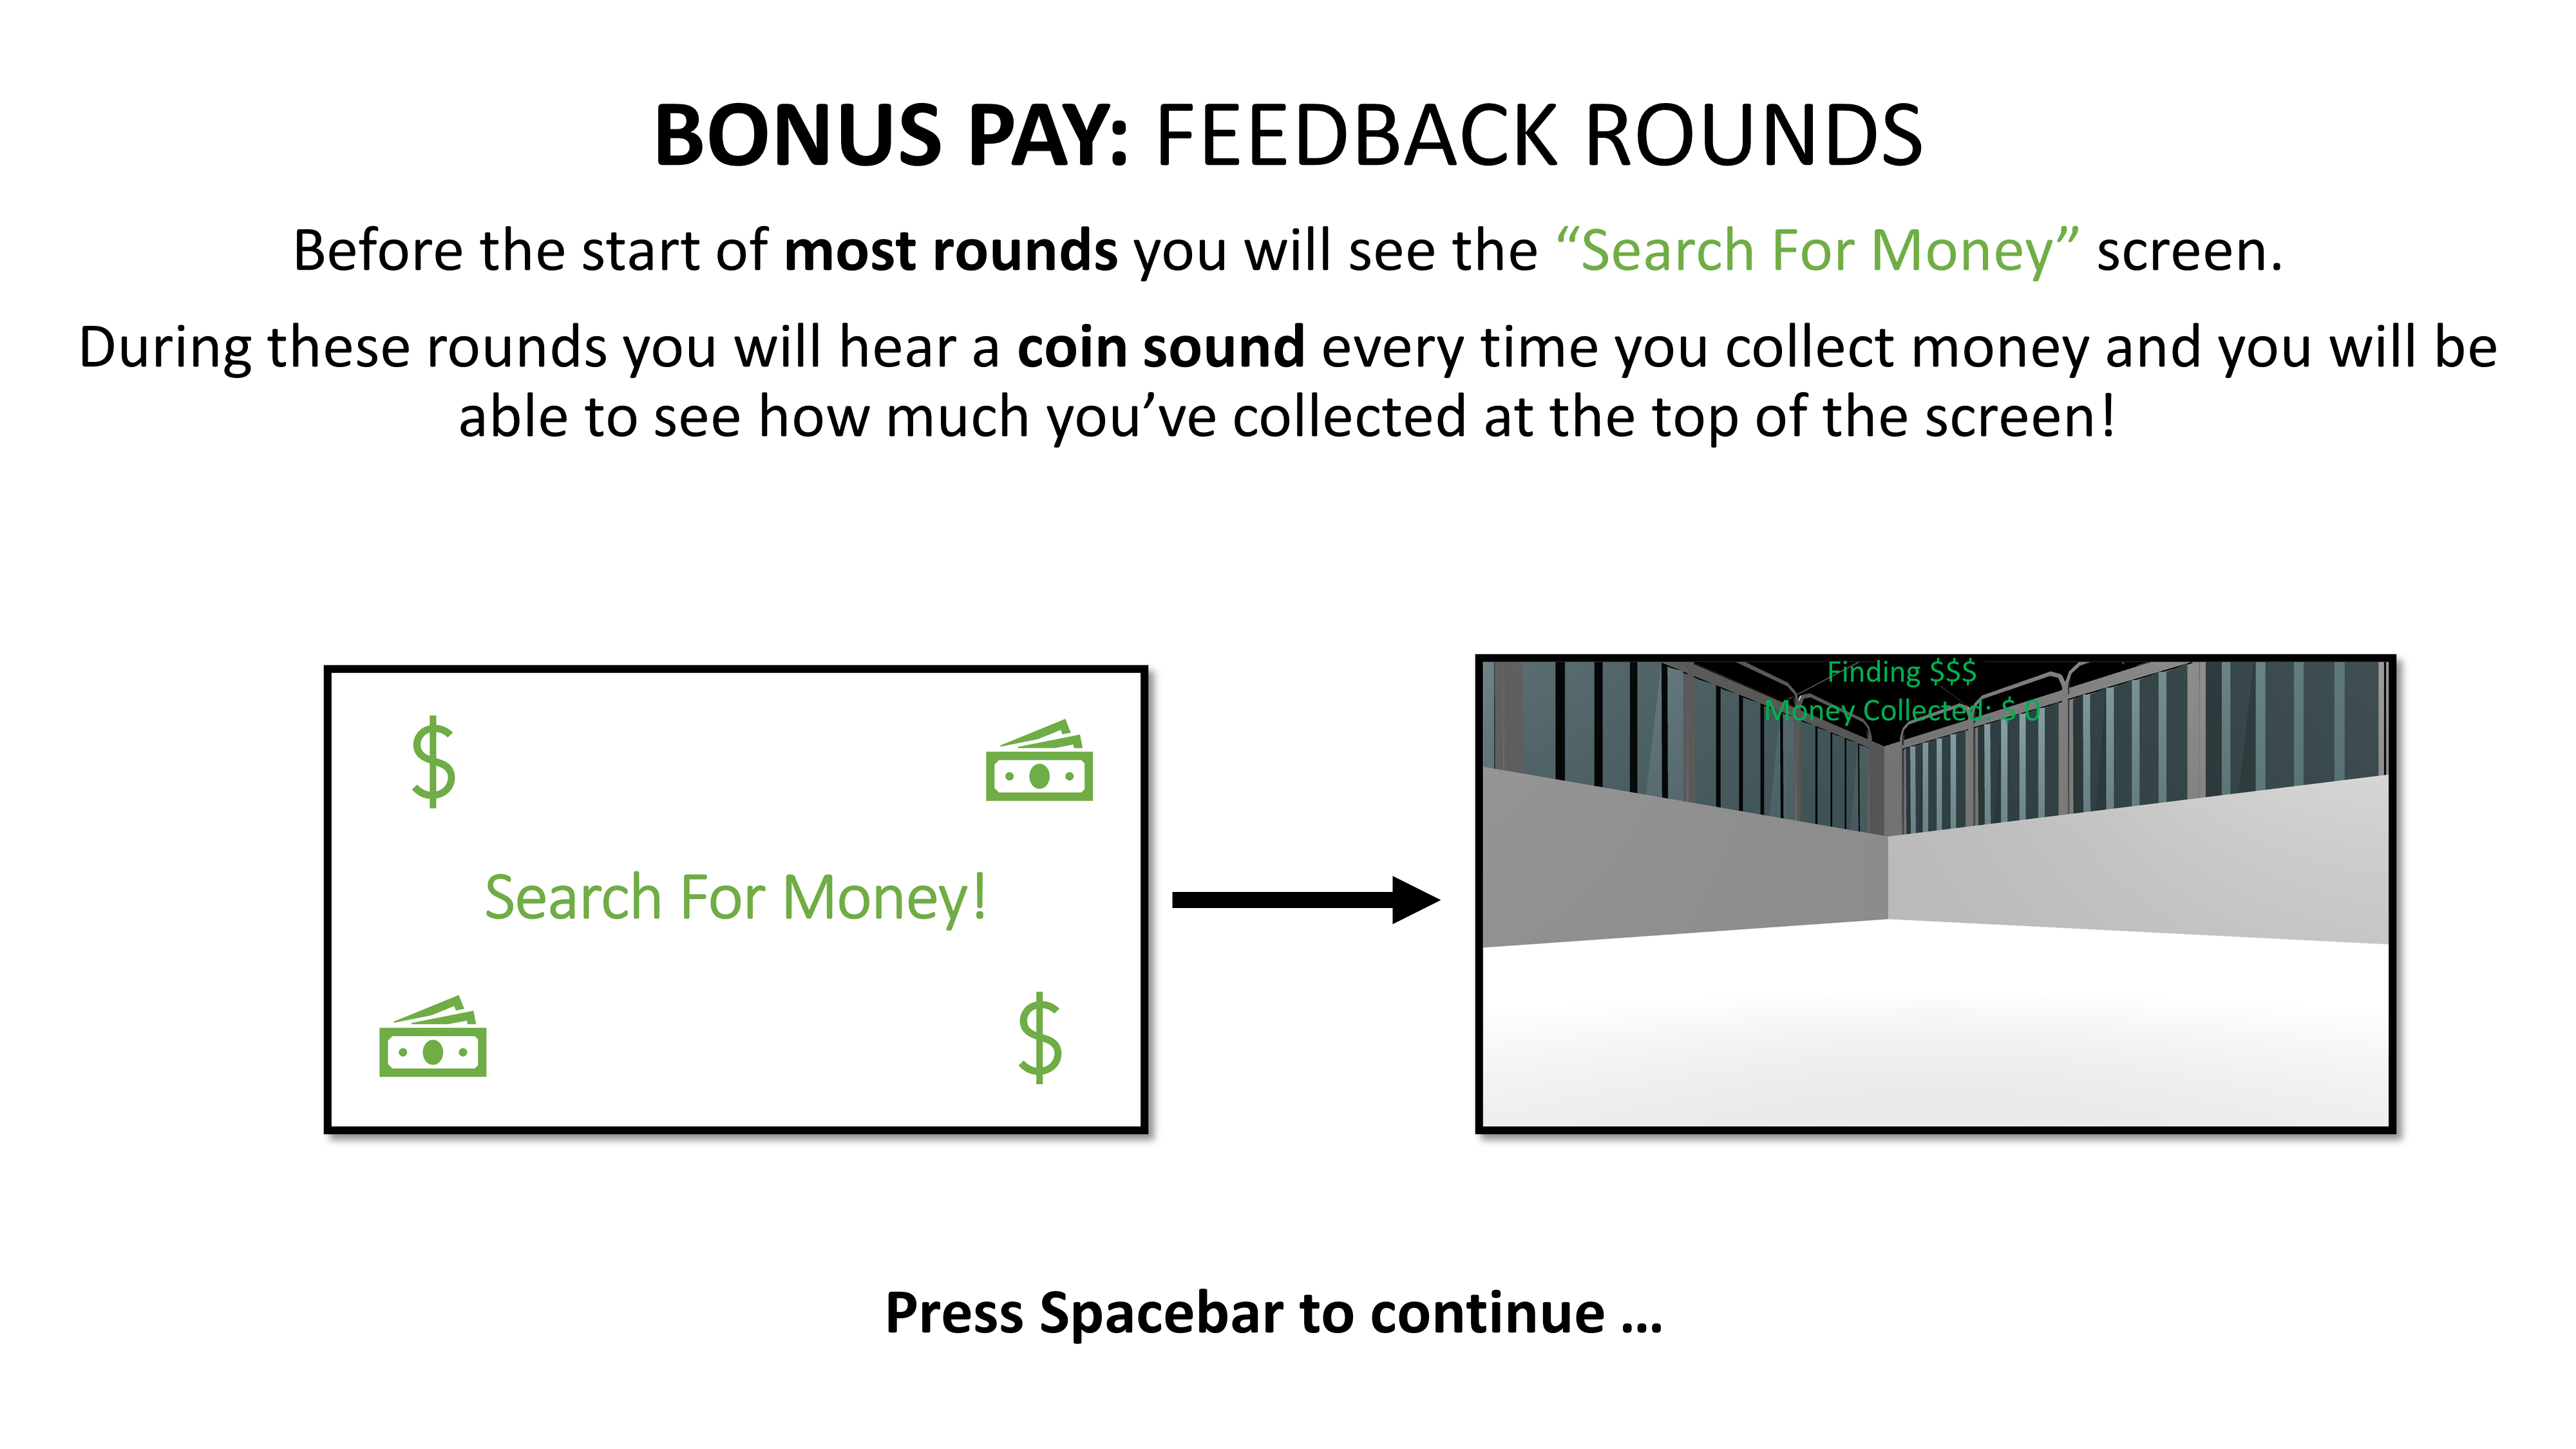 BONUS PAY: FEEDBACK ROUNDS
Before the start of most rounds you will see the “Search For Money” screen.
During these rounds you will hear a coin sound every time you collect money and you will be
able to see how much you’ve collected at the top of the screen!
$
Search For Money!
$
Finding $$$
Money Collected: $ 0
Press Spacebar to continue ...